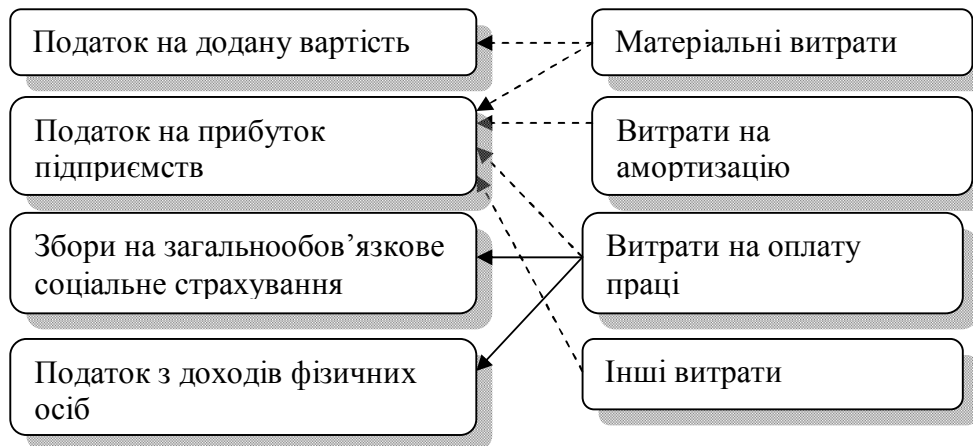 Податок на додану вартість
Матеріальні витрати
Податок на прибуток
підприємств
Витрати на
амортизацію
Збори на загальнообов’язкове
соціальне страхування
Витрати на оплату
праці
Податок з доходів фізичних
осіб
Інші витрати